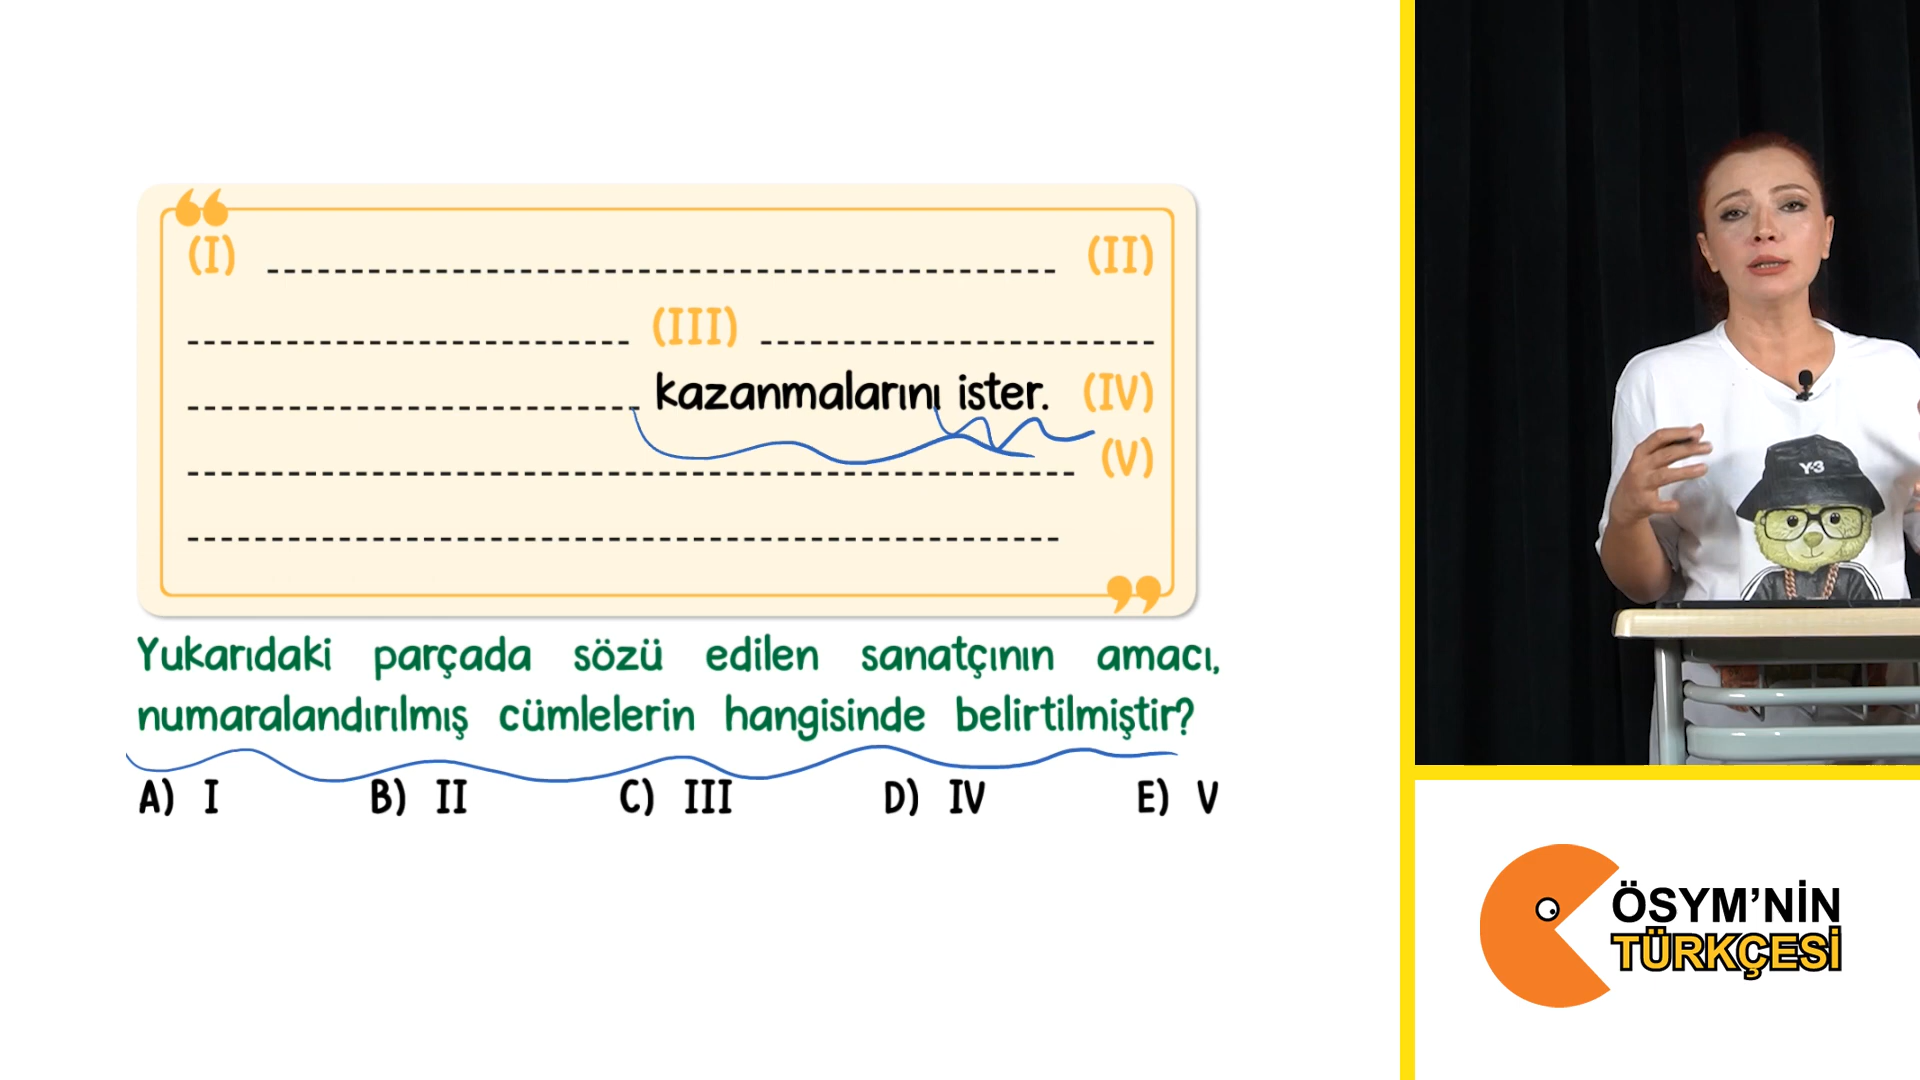 (I) ----------------------------------------------- (II)
--------------------------- (III) ------------------------
--------------------------- kazanmalarını ister. (IV)
----------------------------------------------------- (V)
----------------------------------------------------
Yukarıdaki parçada sözü edilen sanatçının amacı,
numaralandırılmış cümlelerin hangisinde belirtilmiştir?
A) I B) II C) III D) IV E) V
Y-3
ÖSYM'NİN
TÜRKÇESİ